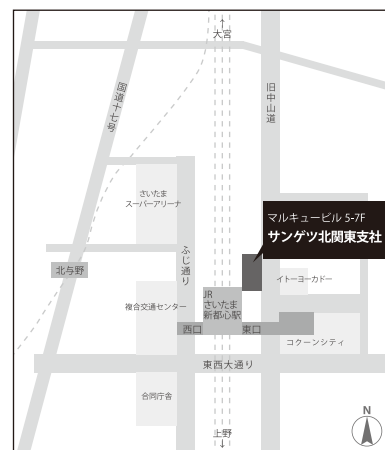 ↑
大宮
国道十七号
旧中山道
さいたま
スーパーアリーナ
マルキュービル 5-7F
サンゲツ北関東支社
ふじ通り
北与野
イトーヨーカドー
複合交通センター
JR
さいたま
新都心駅
西口
東口
コクーンシティ
東西大通り
合同庁舎
上野
↓
N